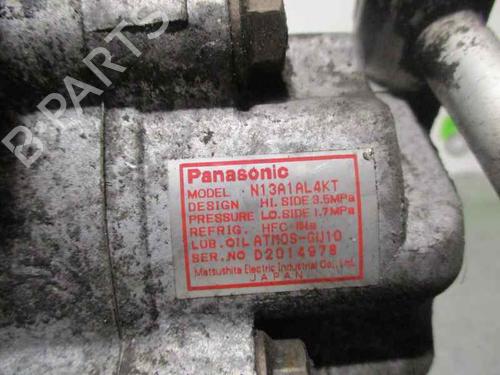 Panasonic
MODEL N13A1AL4KT
DESIGN HI.SIDE 3.5MPa
PRESSURE LO.SIDE 1.7MPa
REFRIG. HFC-134a
LUB.OIL ATMOS-GU10
SER.NO D2014978
Matsushita Electric Industrial Co., Ltd.
JAPAN
B-PARTS